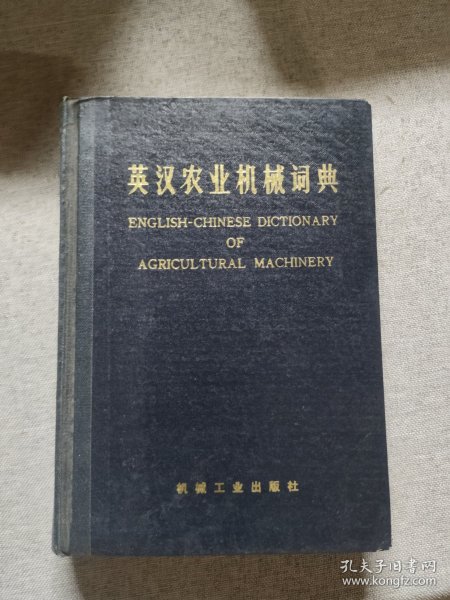 英汉农业机械词典
ENGLISH-CHINESE DICTIONARY
OF
AGRICULTURAL MACHINERY
机械工业出版社
孔夫子旧书网
www.kongfz.com